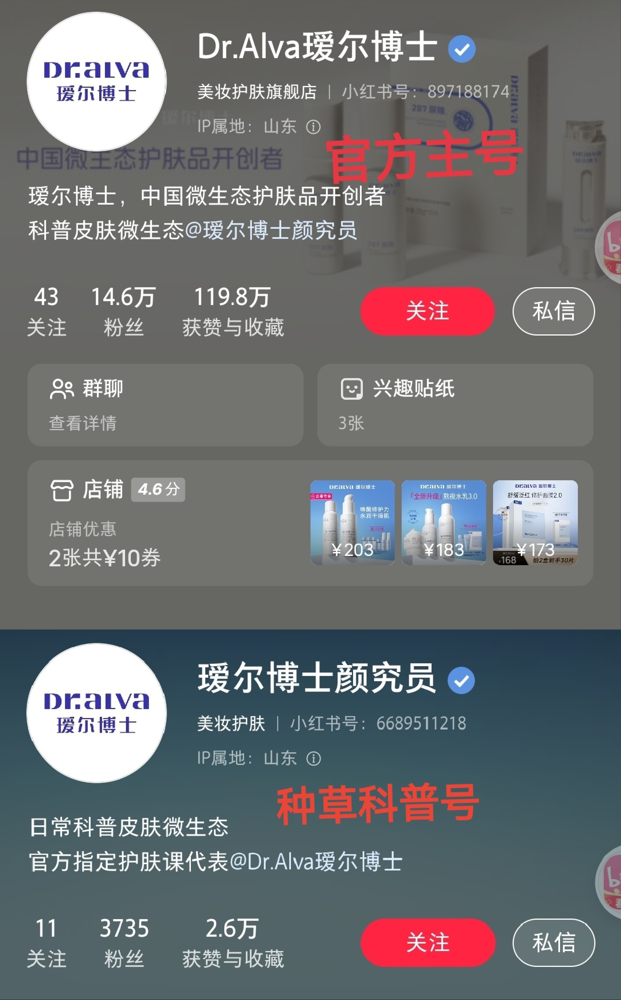 Dr.Alva
瑷尔博士
Dr.Alva瑷尔博士
美妆护肤旗舰店 | 小红书号：897188174
IP属地：山东
中国微生态护肤品开创者
官方主号
瑷尔博士，中国微生态护肤品开创者
科普皮肤微生态@瑷尔博士颜究员
43
关注
14.6万
粉丝
119.8万
获赞与收藏
关注
私信
群聊
查看详情
兴趣贴纸
3张
店铺 4.6分
店铺优惠
2张共¥10券
Dr.Alva 瑷尔博士
直播专享
唤醒修护力
水润干燥肌
¥203
Dr.Alva 瑷尔博士
「全新升级」熬夜水乳3.0
¥183
Dr.Alva 瑷尔博士
舒缓泛红 修护面膜2.0
¥173
¥168
拍2盒到手30片
Dr.Alva
瑷尔博士
瑷尔博士颜究员
美妆护肤 | 小红书号：6689511218
IP属地：山东
种草科普号
日常科普皮肤微生态
官方指定护肤课代表@Dr.Alva瑷尔博士
11
关注
3735
粉丝
2.6万
获赞与收藏
关注
私信